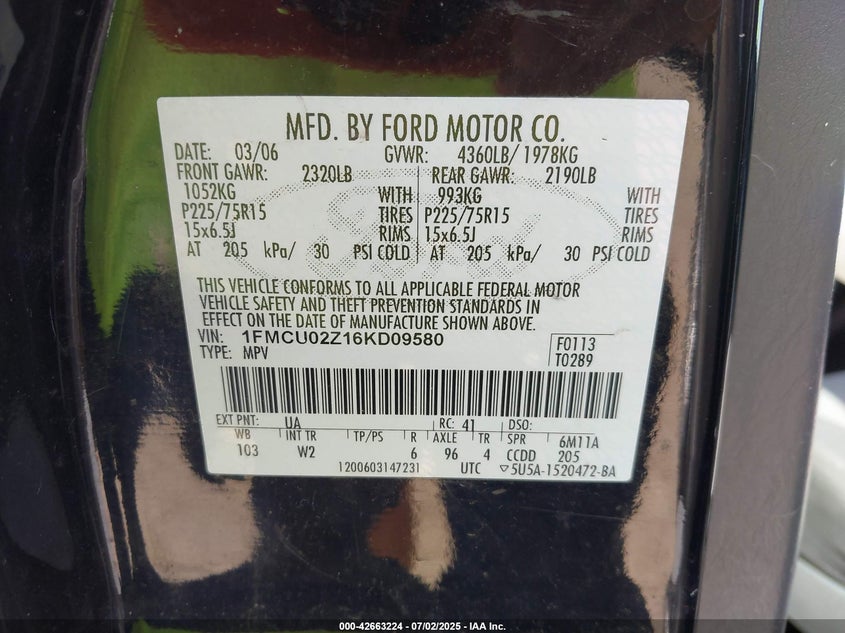 MFD. BY FORD MOTOR CO.
DATE: 03/06 GVWR: 4360LB/ 1978KG
FRONT GAWR: 2320LB REAR GAWR: 2190LB
1052KG WITH 993KG WITH
P225/75R15 TIRES P225/75R15 TIRES
15x6.5J RIMS 15x6.5J RIMS
AT 205 kPa/ 30 PSI COLD AT 205 kPa/ 30 PSI COLD
THIS VEHICLE CONFORMS TO ALL APPLICABLE FEDERAL MOTOR
VEHICLE SAFETY AND THEFT PREVENTION STANDARDS IN
EFFECT ON THE DATE OF MANUFACTURE SHOWN ABOVE.
VIN: 1FMCU02Z16KD09580 F0113
TYPE: MPV T0289
EXT PNT: UA RC: 41 DSO:
WB INT TR TP/PS R AXLE TR SPR 6M11A
103 W2 6 96 4 CCDD 205
1200603147231 UTC ▽5U5A-1520472-BA
000-42663224 - 07/02/2025 - IAA Inc.